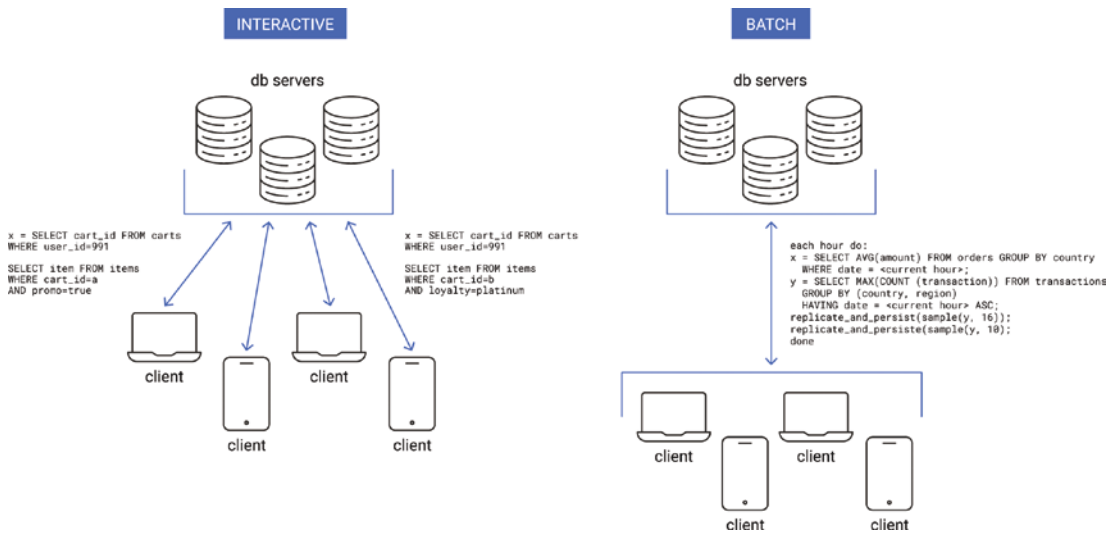 INTERACTIVE
db servers
x = SELECT cart_id FROM carts
WHERE user_id=991
SELECT item FROM items
WHERE cart_id=a
AND promo=true
x = SELECT cart_id FROM carts
WHERE user_id=991
SELECT item FROM items
WHERE cart_id=b
AND loyalty=platinum
client
client
client
client
BATCH
db servers
each hour do:
x = SELECT AVG(amount) FROM orders GROUP BY country
WHERE date = <current hour>;
y = SELECT MAX(COUNT (transaction)) FROM transactions
GROUP BY (country, region)
HAVING date = <current hour> ASC;
replicate_and_persist(sample(y, 16));
replicate_and_persiste(sample(y, 10);
done
client
client
client
client